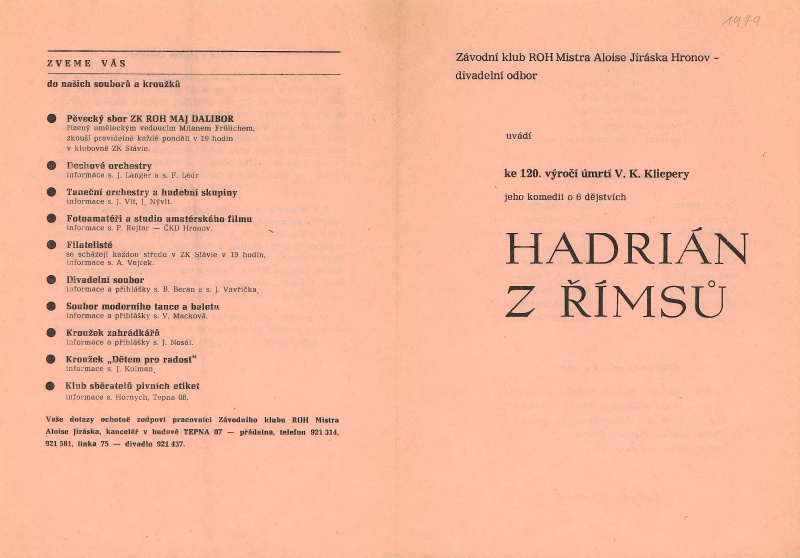 ZVEME VÁS
do našich souborů a kroužků
Pěvecký sbor ZK ROH MAJ DALIBOR
řízený uměleckým vedoucím Milanem Frőlichem,
zkouší pravidelně každé pondělí v 19 hodin
v klubovně ZK Slávie.
Dechové orchestry
informace s. J. Langer a s. F. Lédr
Taneční orchestry a hudební skupiny
informace s. J. Vít, J. Nývlt.
Fotoamatéři a studio amatérského filmu
informace s. P. Rejtar — ČKD Hronov.
Filatelisté
se scházejí každou středu v ZK Slávie v 19 hodin,
informace s. A. Vejrek.
Divadelní soubor
informace a přihlášky s. B. Beran a s. J. Vavřička
Soubor moderního tance a baletu
informace a přihlášky s. V. Macková.
Kroužek zahrádkářů
informace a přihlášky s. J. Nosál.
Kroužek „Dětem pro radost"
informace s. J. Kolman
Klub sběratelů pivních etiket
informace s. Hornych, Tepna 08.
Vaše dotazy ochotně zodpoví pracovníci Závodního klubu ROH Mistra
Aloise Jiráska, kancelář v budově TEPNA 07 — přádelna, telefon 921 314,
921 581, linka 75 — divadlo 921 437.
1979
Závodní klub ROH Mistra Aloise Jiráska Hronov –
divadelní odbor
uvádí
ke 120. výročí úmrtí V. K. Klicpery
jeho komedii o 6 dějstvích
HADRIÁN
Z ŘÍMSŮ